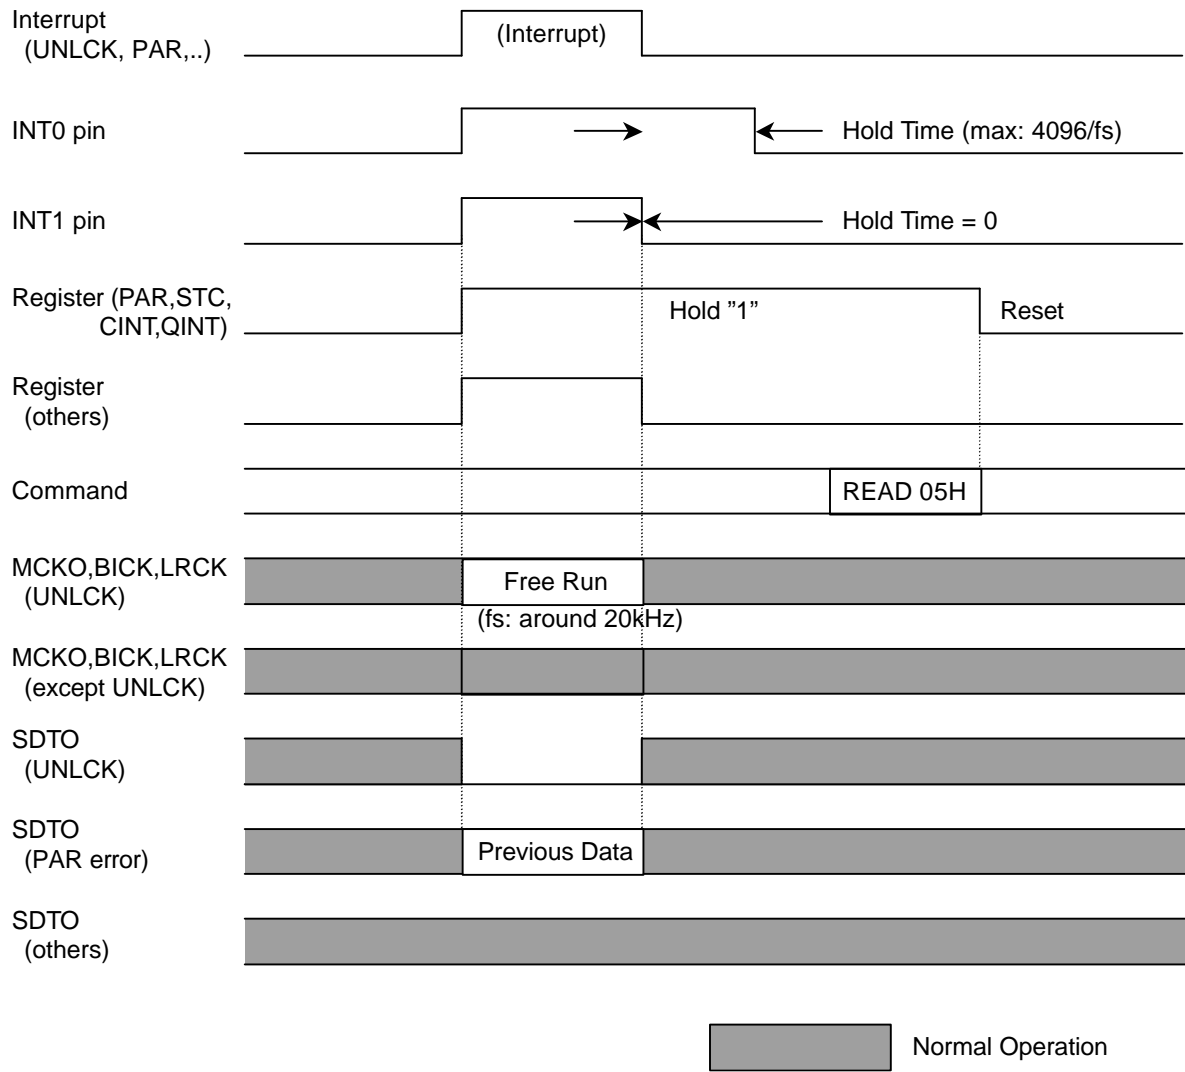 Interrupt
(UNLCK, PAR,..)
(Interrupt)
INT0 pin
Hold Time (max: 4096/fs)
INT1 pin
Hold Time = 0
Register (PAR,STC,
CINT,QINT)
Hold ”1”
Reset
Register
(others)
Command
READ 05H
MCKO,BICK,LRCK
(UNLCK)
Free Run
(fs: around 20kHz)
MCKO,BICK,LRCK
(except UNLCK)
SDTO
(UNLCK)
SDTO
(PAR error)
Previous Data
SDTO
(others)
Normal Operation